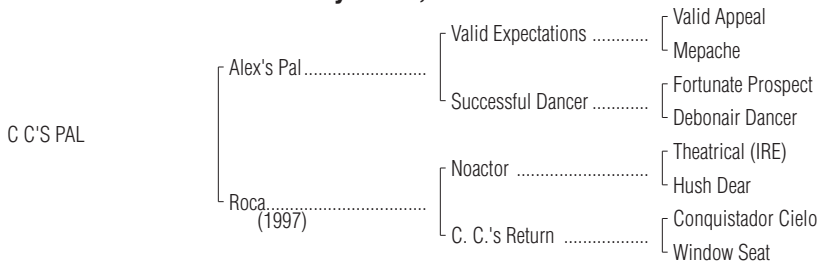 Valid Appeal
Valid Expectations ............
Mepache
Alex's Pal..........................
Fortunate Prospect
Successful Dancer ............
Debonair Dancer
C C'S PAL
Theatrical (IRE)
Noactor ............................
Hush Dear
Roca..................................
(1997)
Conquistador Cielo
C. C.'s Return ..................
Window Seat